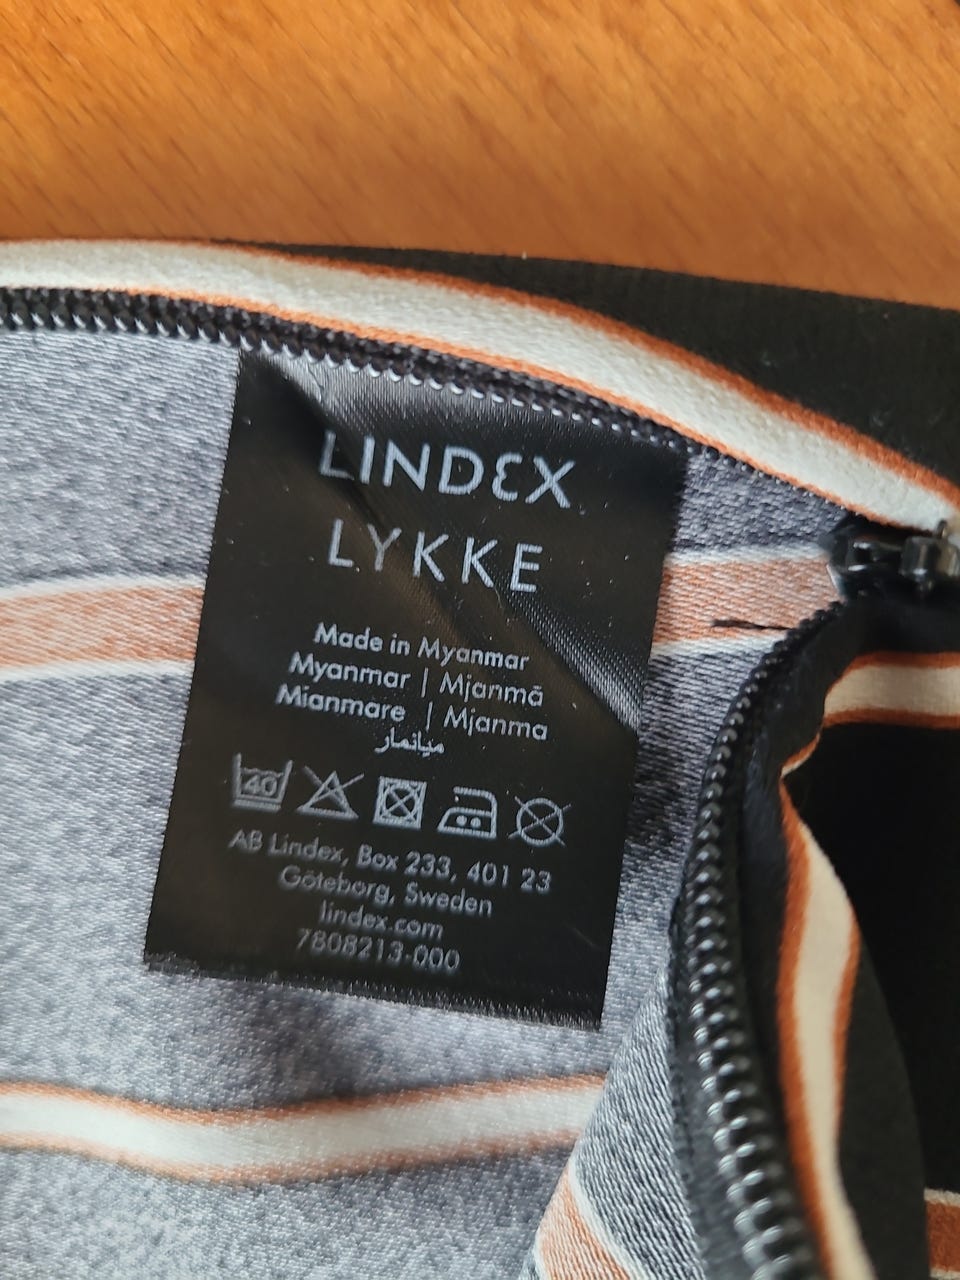 LINDEX
LYKKE
Made in Myanmar
Myanmar | Mjanmā
Mianmare | Mjanma
ميانمار
40
AB Lindex, Box 233, 401 23
Göteborg, Sweden
lindex.com
7808213-000